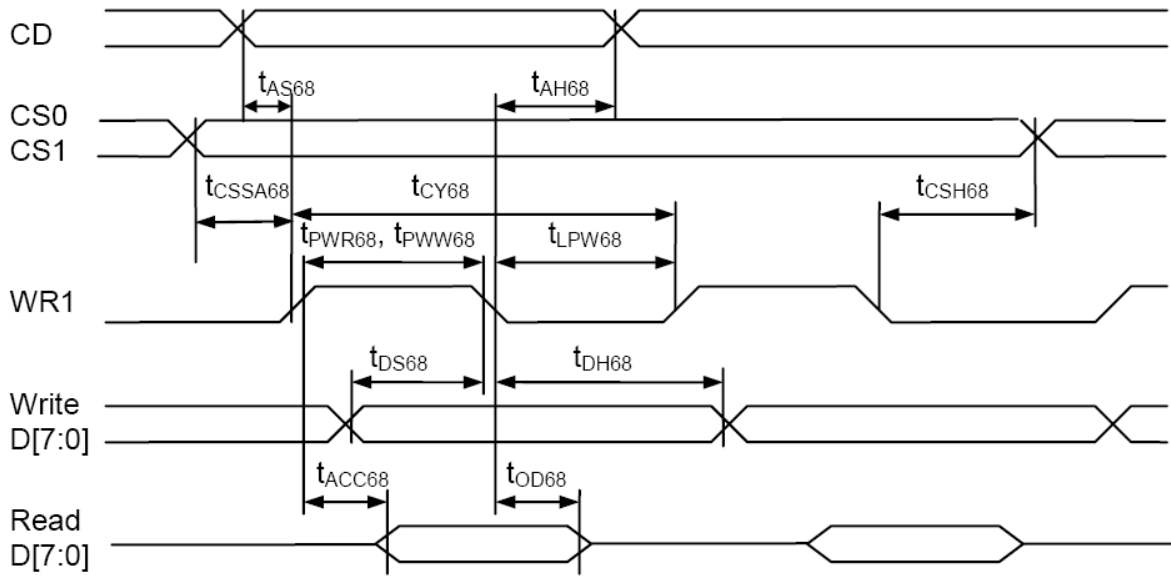 CD
tAS68 tAH68
CS0
CS1
tCSSA68 tCY68 tCSH68
tPWR68, tPWW68 tLPW68
WR1
tDS68 tDH68
Write
D[7:0]
tACC68 tOD68
Read
D[7:0]